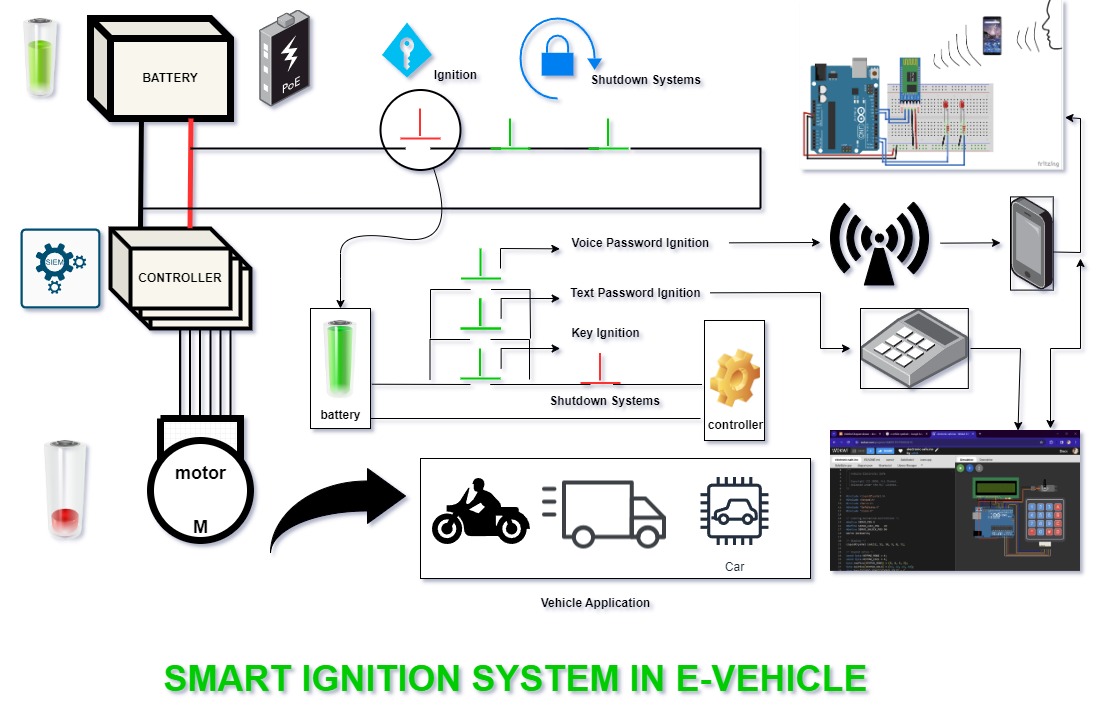 BATTERY
PoE
Ignition
Shutdown Systems
fritzing
SIEM
CONTROLLER
Voice Password Ignition
Text Password Ignition
Key Ignition
Shutdown Systems
battery
controller
motor
M
Car
Vehicle Application
SMART IGNITION SYSTEM IN E-VEHICLE